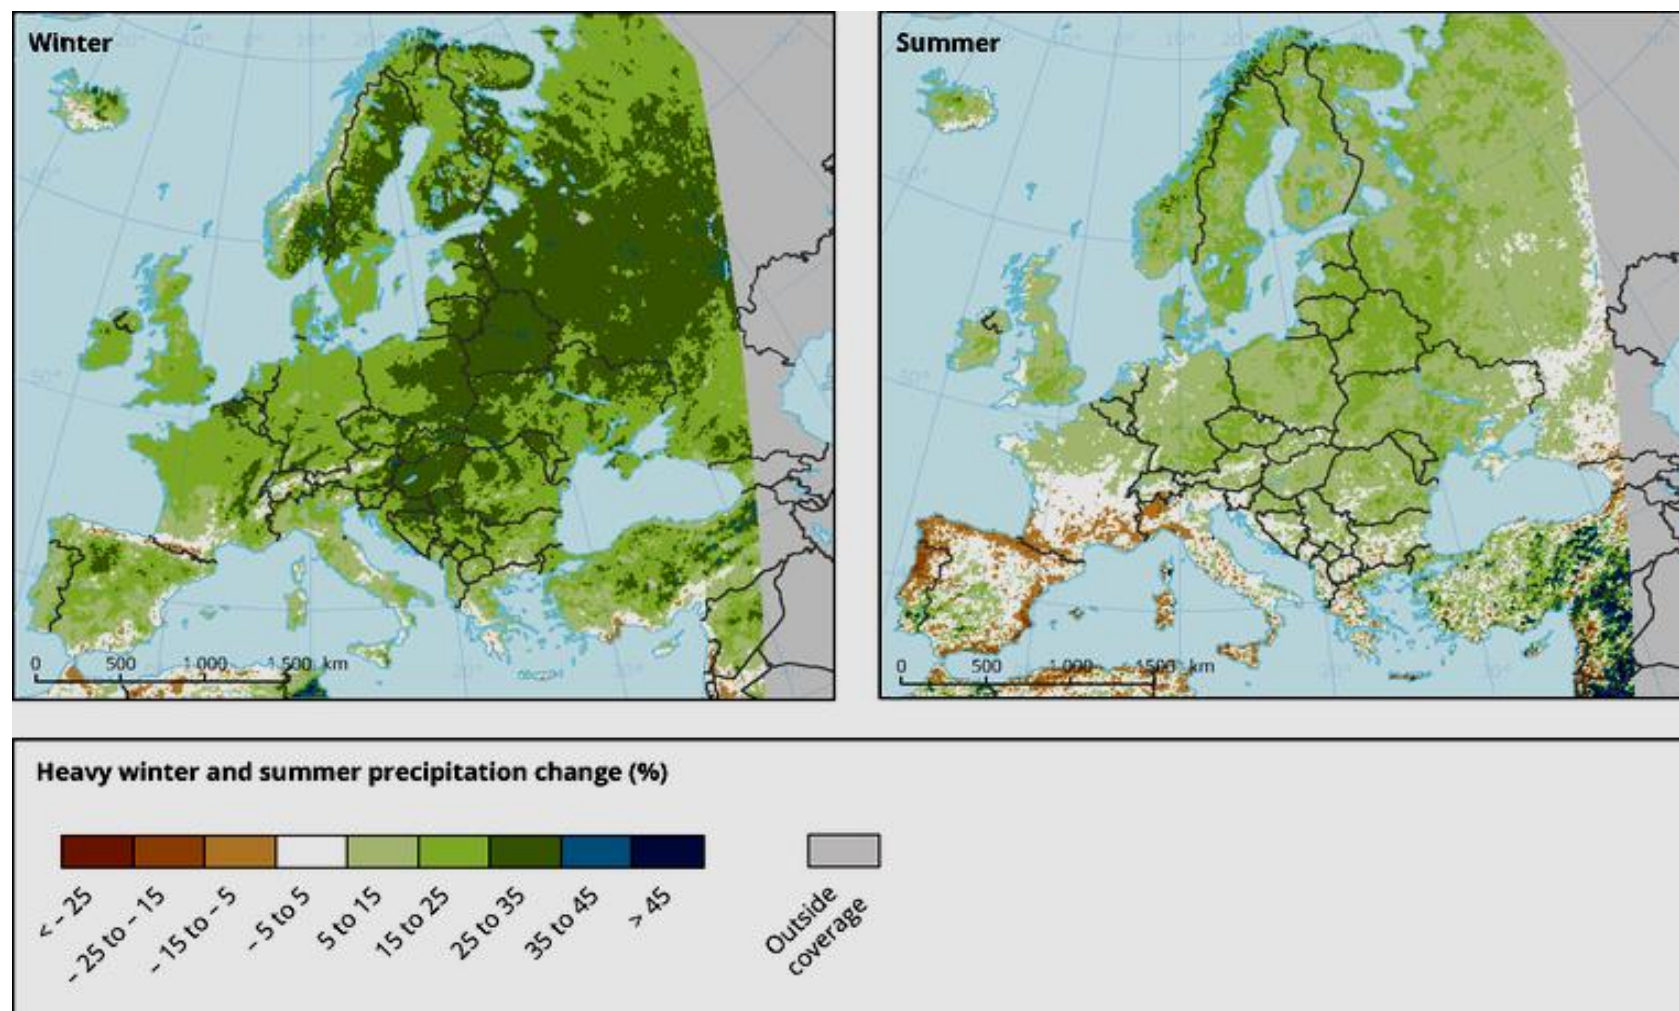 Winter
Summer
0 500 1 000 1 500 km
0 500 1 000 1 500 km
Heavy winter and summer precipitation change (%)
< – 25
– 25 to – 15
– 15 to – 5
– 5 to 5
5 to 15
15 to 25
25 to 35
35 to 45
> 45
Outside
coverage